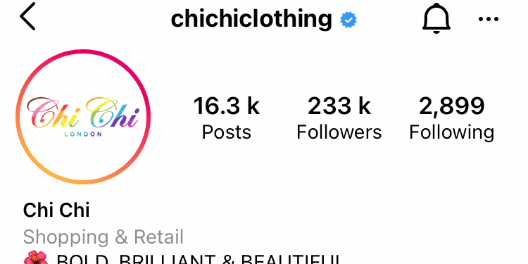 chichiclothing
Chi Chi
LONDON
16.3 k
Posts
233 k
Followers
2,899
Following
Chi Chi
Shopping & Retail
BOLD, BRILLIANT & BEAUTIFUL